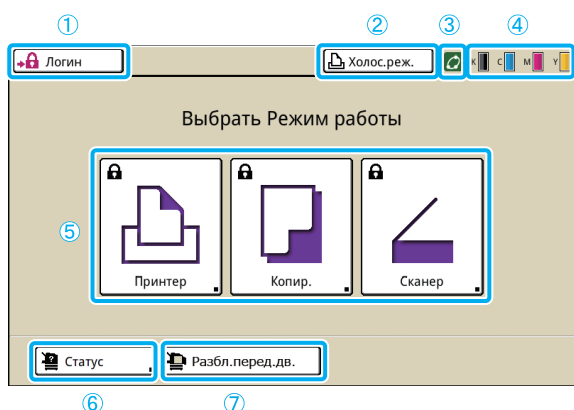 ① ② ③ ④
Логин Холос.реж. K C M Y
Выбрать Режим работы
⑤
Принтер Копир. Сканер
Статус Разбл.перед.дв.
⑥ ⑦